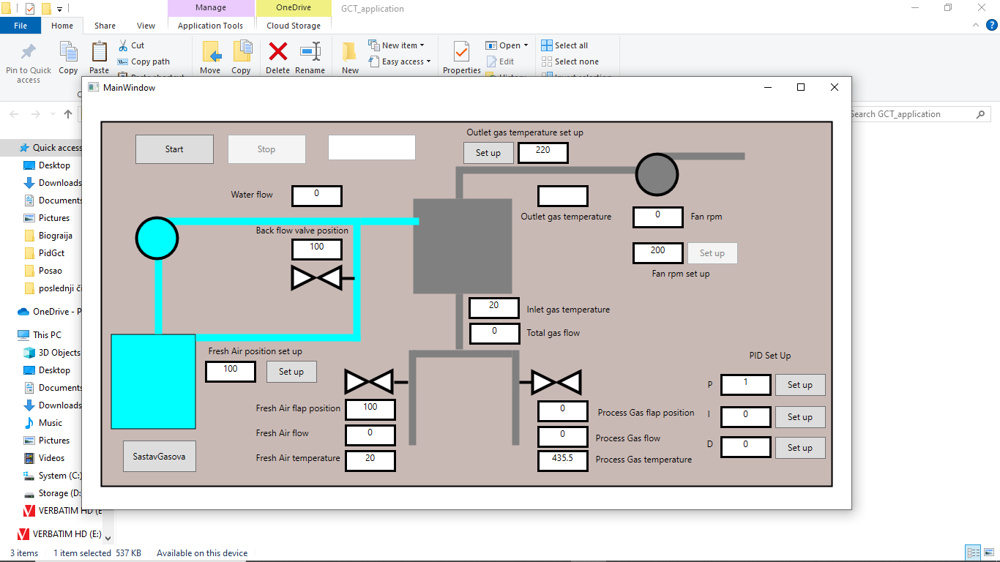 Manage
OneDrive
GCT_application
File
Home
Share
View
Application Tools
Cloud Storage
Pin to Quick access
Copy
Paste
Cut
Copy path
Move
Copy
Delete
Rename
New
New item
Easy access
Properties
Open
Edit
Select all
Select none
MainWindow
Search GCT_application
Quick access
Desktop
Downloads
Documents
Pictures
Biograija
PidGct
Posao
poslednji
OneDrive - P
This PC
3D Objects
Desktop
Documents
Downloads
Music
Pictures
Videos
System (C:)
Storage (D:
VERBATIM HD (E
VERBATIM HD (E:)
Start
Stop
Outlet gas temperature set up
Set up
220
Water flow
0
Outlet gas temperature
0
Fan rpm
Back flow valve position
100
200
Set up
Fan rpm set up
20
Inlet gas temperature
0
Total gas flow
Fresh Air position set up
100
Set up
Fresh Air flap position
100
Fresh Air flow
0
Fresh Air temperature
20
0
Process Gas flap position
0
Process Gas flow
435.5
Process Gas temperature
PID Set Up
P
1
Set up
I
0
Set up
D
0
Set up
SastavGasova
3 items
1 item selected
537 KB
Available on this device